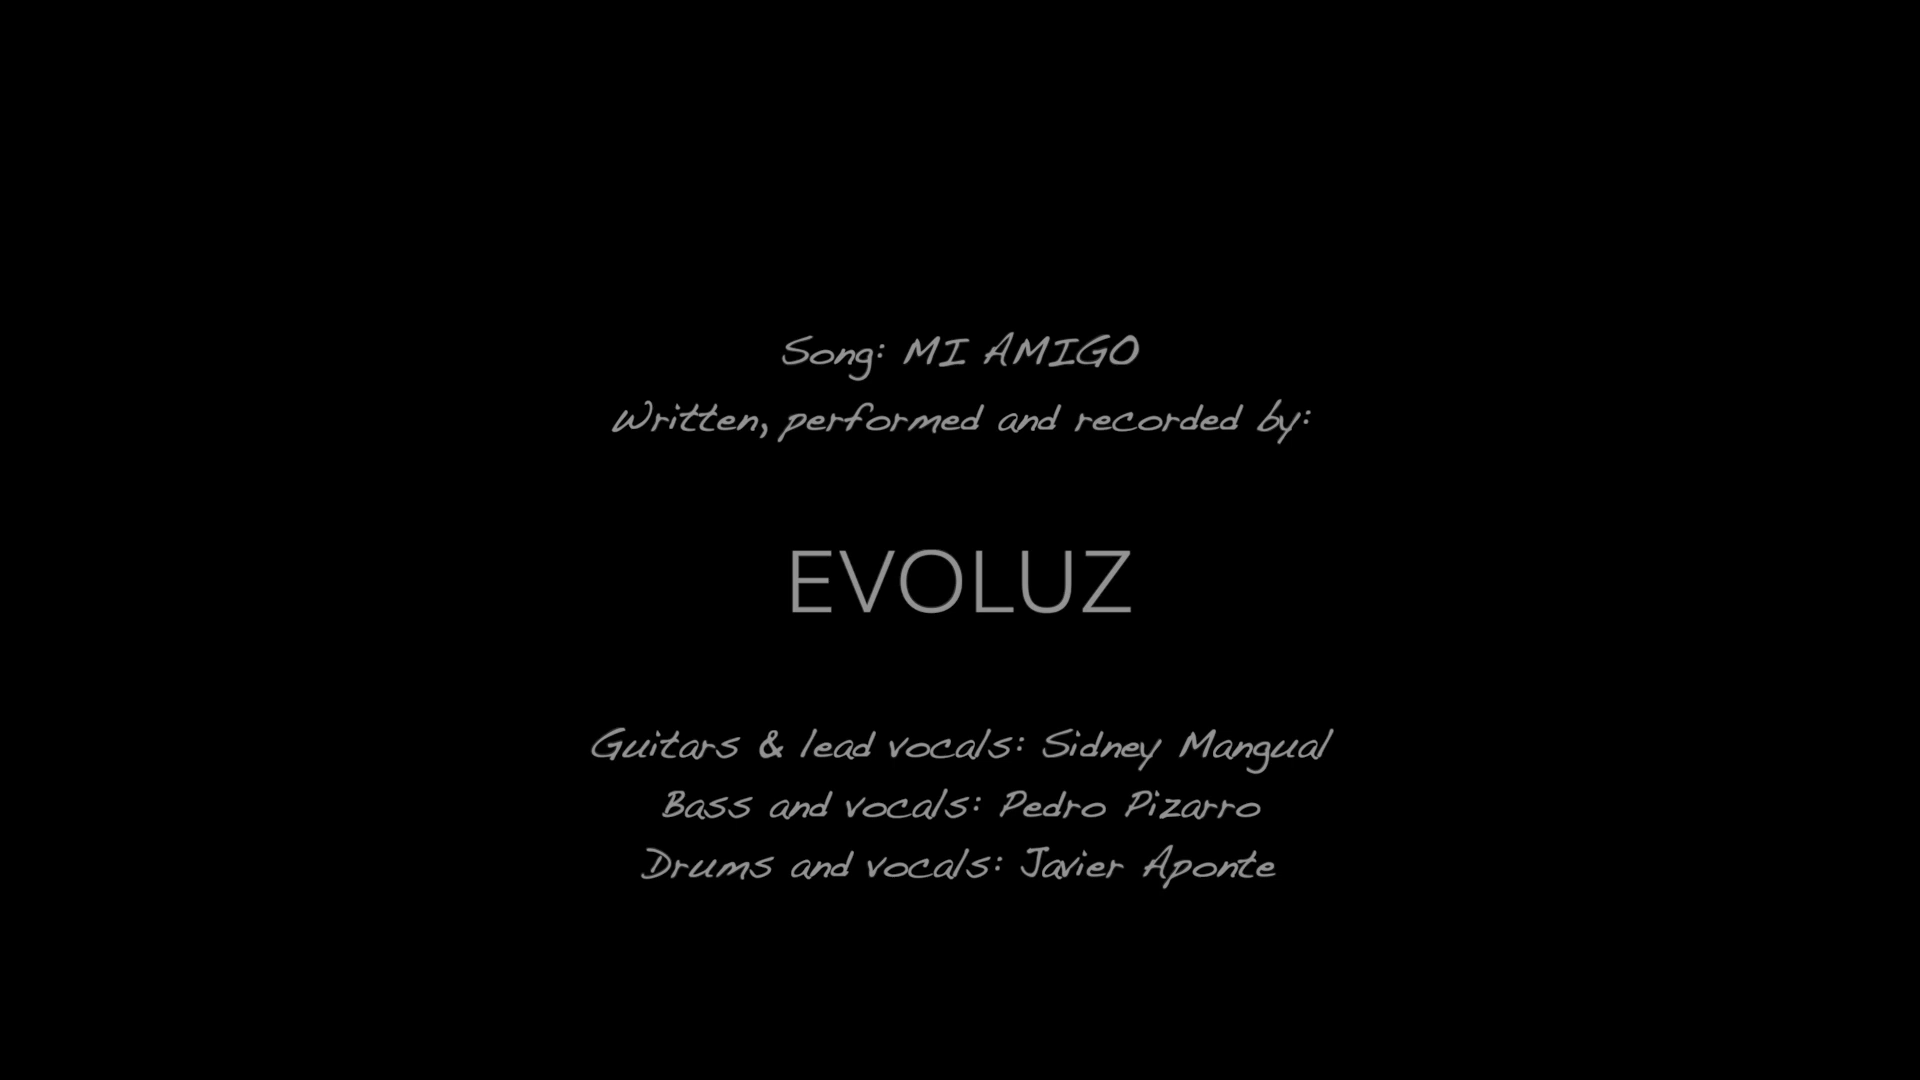 Song: MI AMIGO
Written, performed and recorded by:
EVOLUZ
Guitars & lead vocals: Sidney Mangual
Bass and vocals: Pedro Pizarro
Drums and vocals: Javier Aponte